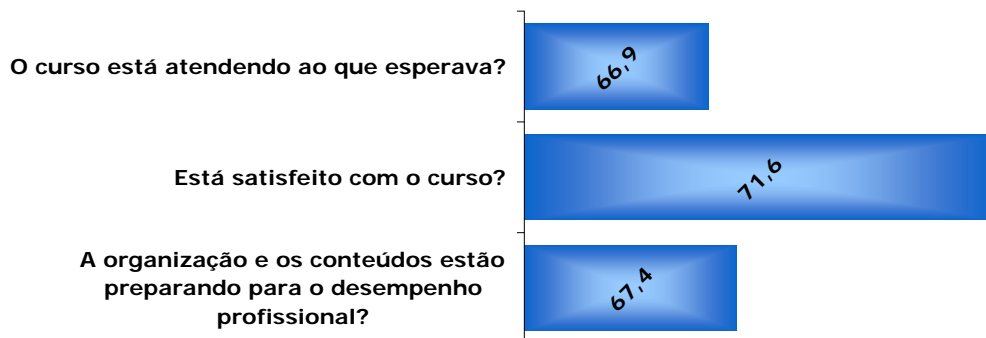 O curso está atendendo ao que esperava?
66,9
Está satisfeito com o curso?
71,6
A organização e os conteúdos estão
preparando para o desempenho
profissional?
67,4